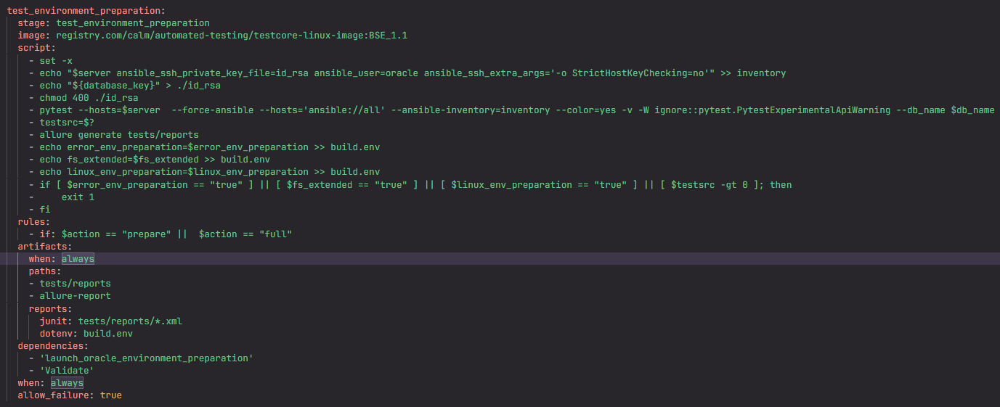 test_environment_preparation:
  stage: test_environment_preparation
  image: registry.com/calm/automated-testing/testcore-linux-image:BSE_1.1
  script:
    - set -x
    - echo "$server ansible_ssh_private_key_file=id_rsa ansible_user=oracle ansible_ssh_extra_args='-o StrictHostKeyChecking=no'" >> inventory
    - echo "${database_key}" > ./id_rsa
    - chmod 400 ./id_rsa
    - pytest --hosts=$server  --force-ansible --hosts='ansible://all' --ansible-inventory=inventory --color=yes -v -W ignore::pytest.PytestExperimentalApiWarning --db_name $db_name
    - testsrc=$?
    - allure generate tests/reports
    - echo error_env_preparation=$error_env_preparation >> build.env
    - echo fs_extended=$fs_extended >> build.env
    - echo linux_env_preparation=$linux_env_preparation >> build.env
    - if [ $error_env_preparation == "true" ] || [ $fs_extended == "true" ] || [ $linux_env_preparation == "true" ] || [ $testsrc -gt 0 ]; then
    -     exit 1
    - fi
  rules:
    - if: $action == "prepare" ||  $action == "full"
  artifacts:
    when: always
    paths:
    - tests/reports
    - allure-report
    reports:
      junit: tests/reports/*.xml
      dotenv: build.env
  dependencies:
    - 'launch_oracle_environment_preparation'
    - 'Validate'
  when: always
  allow_failure: true